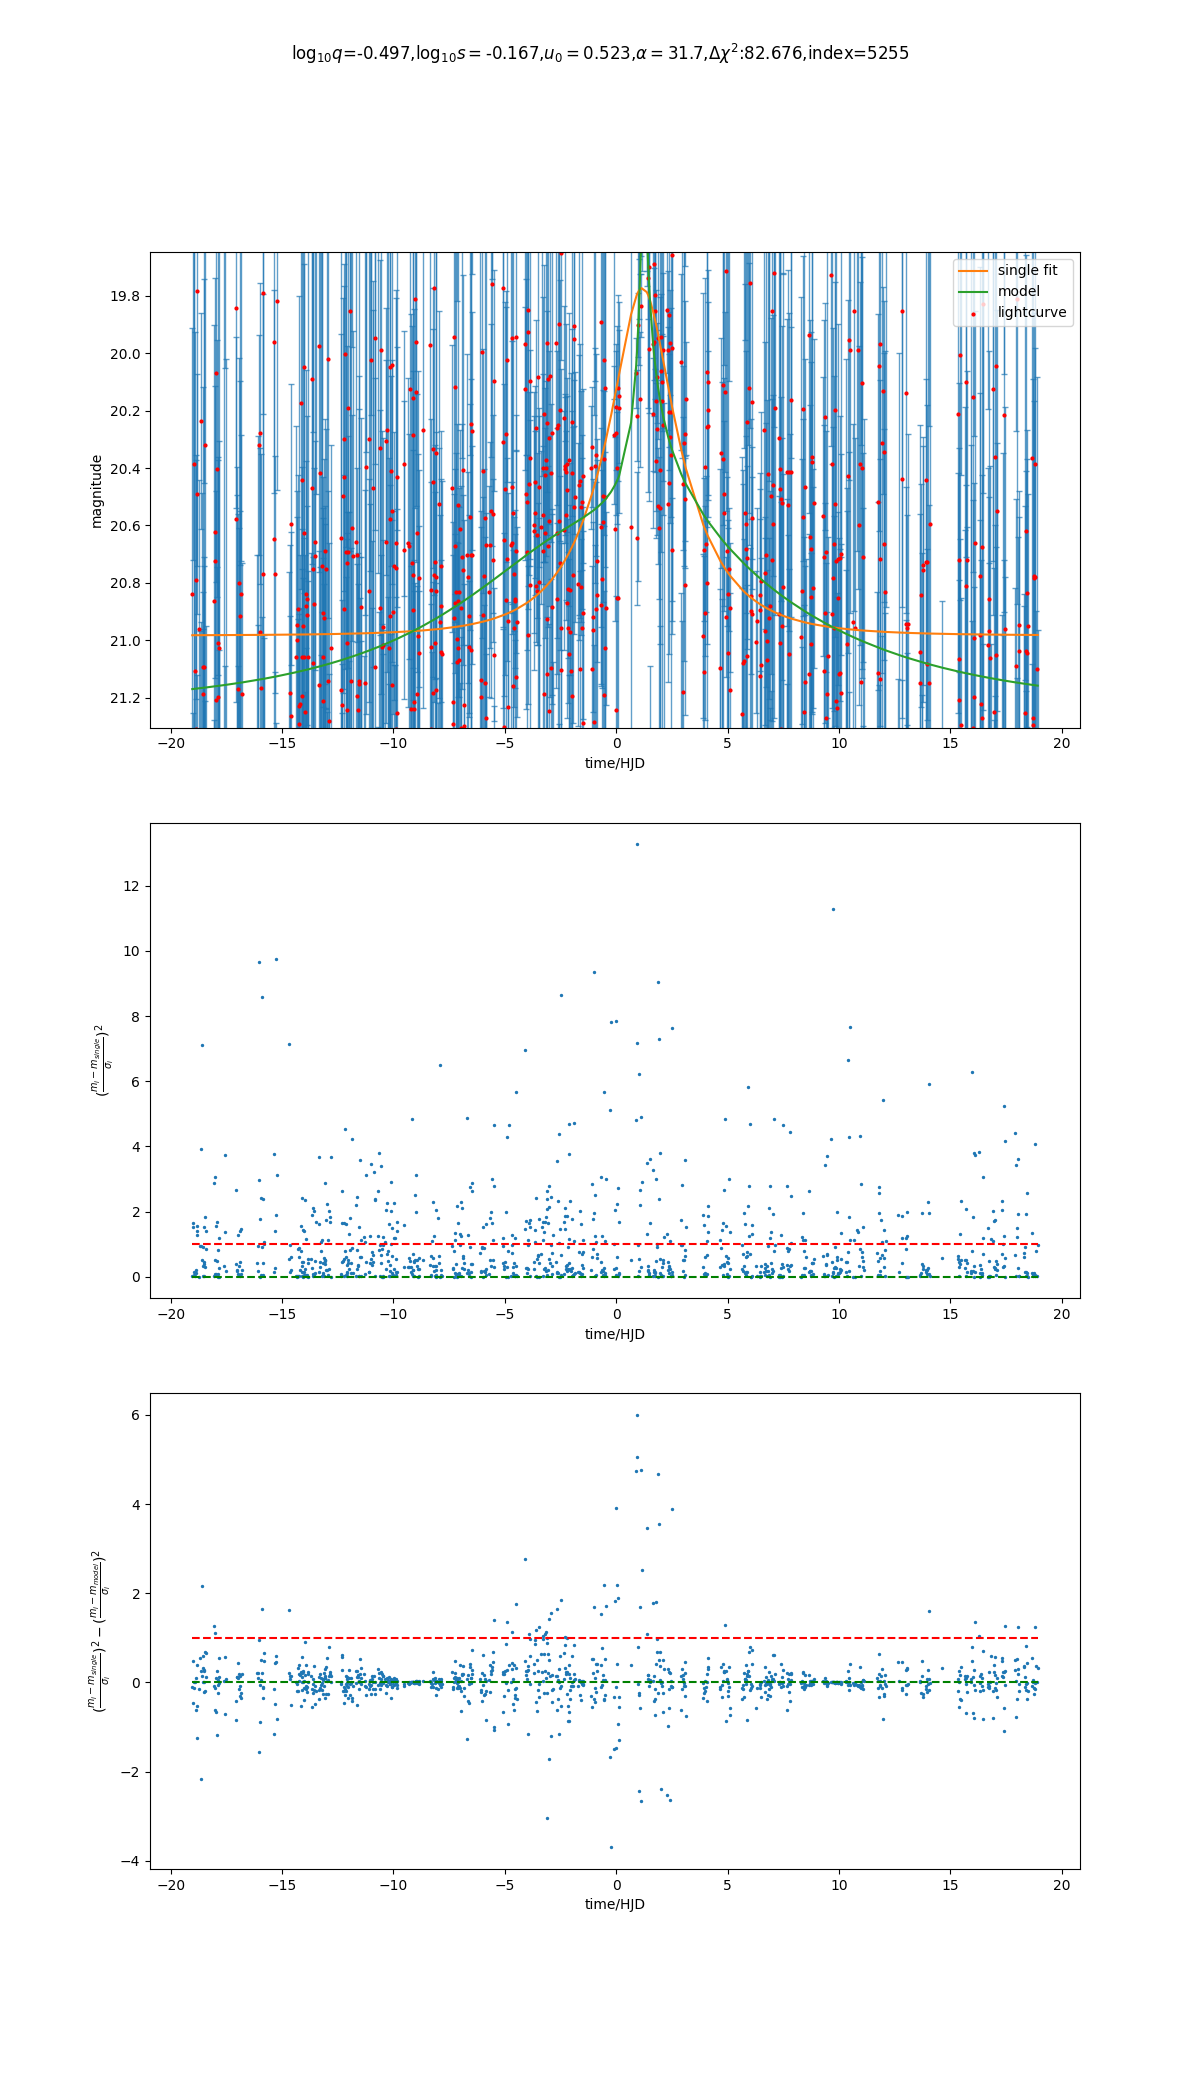 log₁₀q=-0.497,log₁₀s = -0.167,u₀ = 0.523,α = 31.7,Δχ²:82.676,index=5255
single fit
model
lightcurve
magnitude
19.8
20.0
20.2
20.4
20.6
20.8
21.0
21.2
−20 −15 −10 −5 0 5 10 15 20
time/HJD
(mᵢ − m_single / σᵢ)²
12
10
8
6
4
2
0
−20 −15 −10 −5 0 5 10 15 20
time/HJD
(mᵢ − m_single / σᵢ)² − (mᵢ − m_model / σᵢ)²
6
4
2
0
−2
−4
−20 −15 −10 −5 0 5 10 15 20
time/HJD